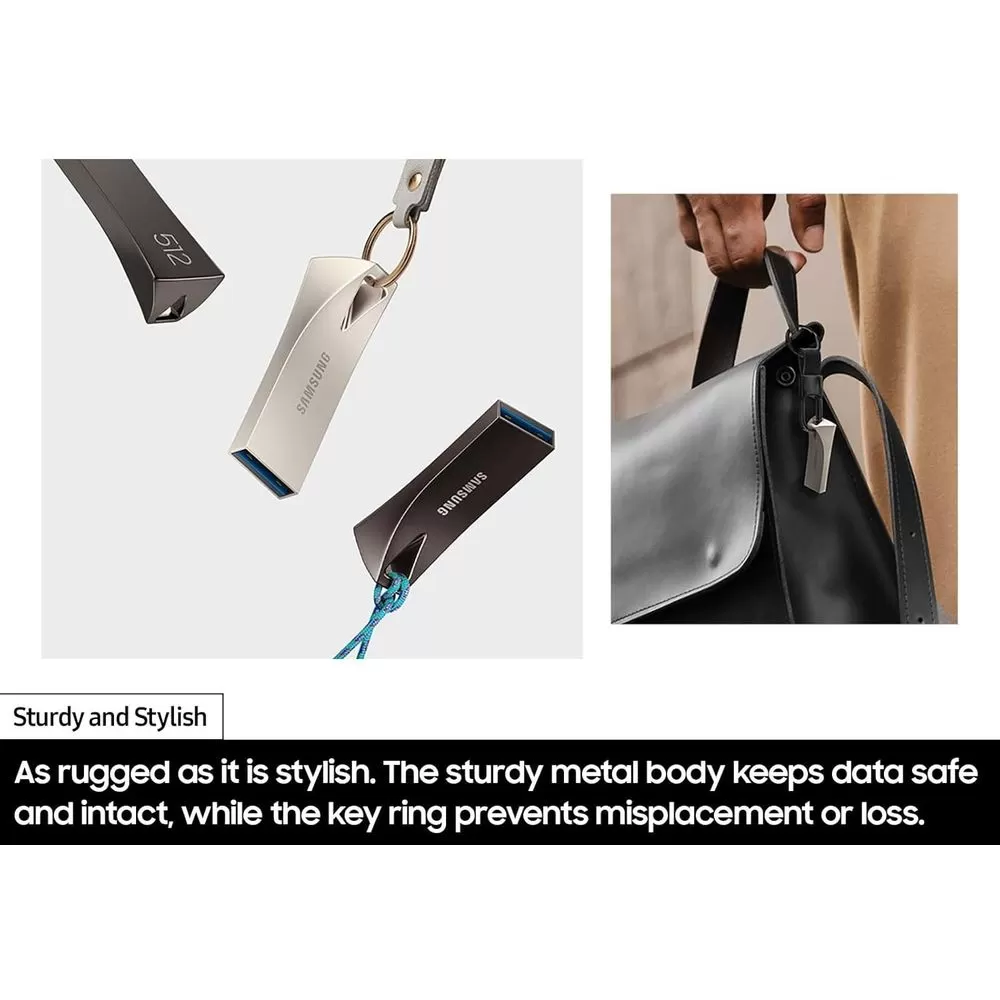 512
SAMSUNG
SAMSUNG
Sturdy and Stylish
As rugged as it is stylish. The sturdy metal body keeps data safe
and intact, while the key ring prevents misplacement or loss.